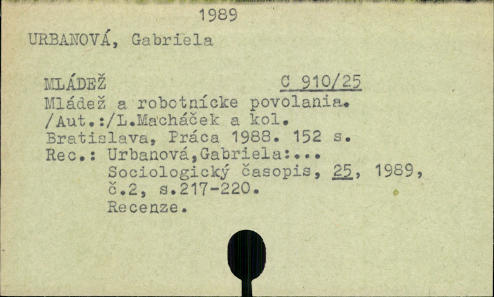 1989
URBANOVÁ, Gabriela
MLÁDEŽ C 910/25
Mládež a robotnícke povolania.
/Aut.:/L.Macháček a kol.
Bratislava, Práca 1988. 152 s.
Rec.: Urbanová,Gabriela:...
Sociologický časopis, 25, 1989,
č.2, s.217-220.
Recenze.